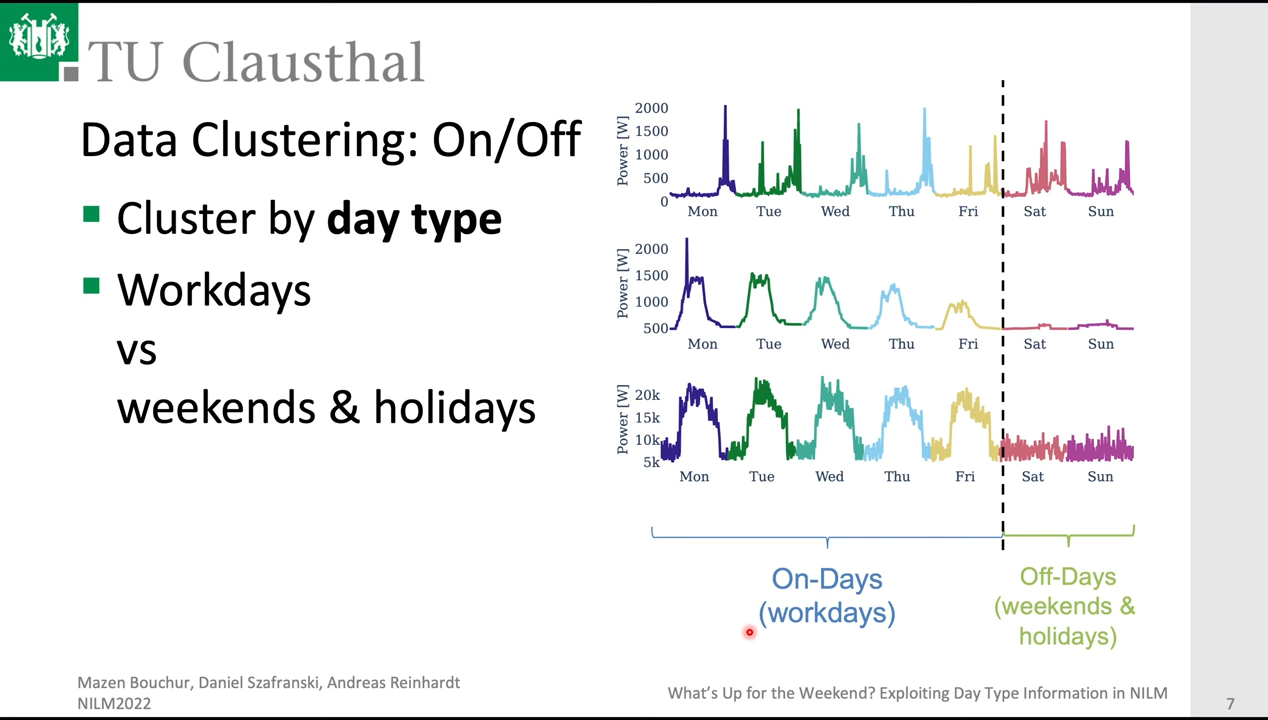 TU Clausthal
Data Clustering: On/Off
Cluster by day type
Workdays
vs
weekends & holidays
Power [W]
2000
1500
1000
500
0
Mon Tue Wed Thu Fri Sat Sun
Power [W]
2000
1500
1000
500
Mon Tue Wed Thu Fri Sat Sun
Power [W]
20k
15k
10k
5k
Mon Tue Wed Thu Fri Sat Sun
On-Days
(workdays)
Off-Days
(weekends &
holidays)
Mazen Bouchur, Daniel Szafranski, Andreas Reinhardt
NILM2022
What's Up for the Weekend? Exploiting Day Type Information in NILM
7